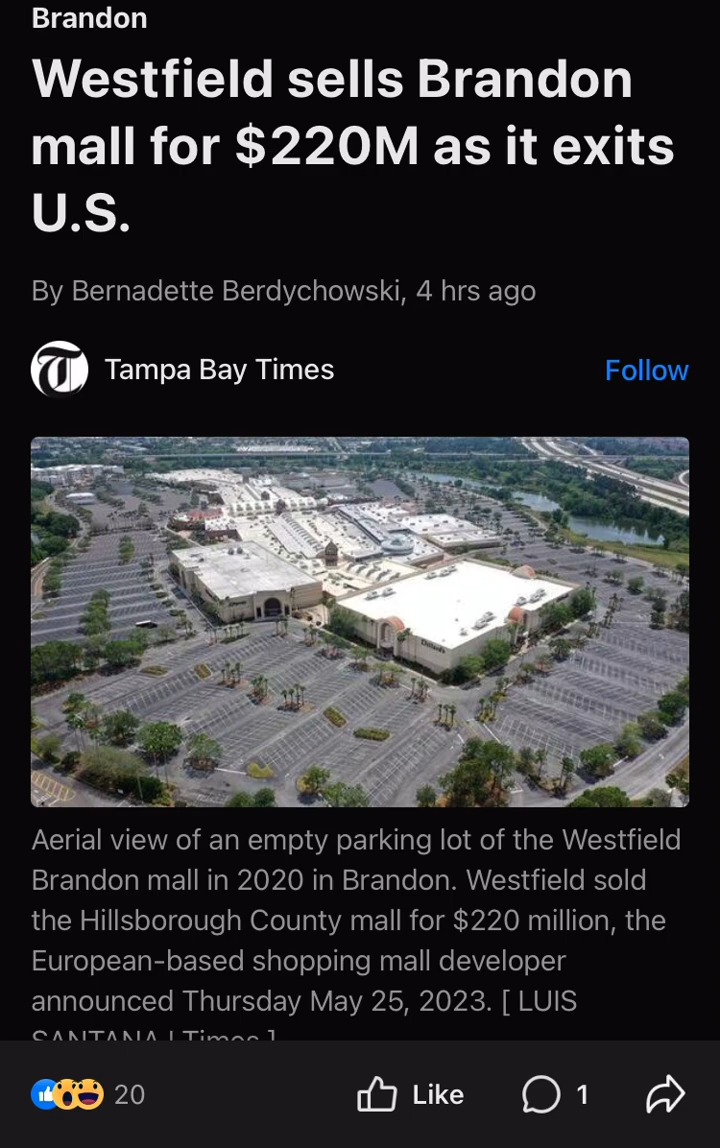 Brandon
Westfield sells Brandon
mall for $220M as it exits
U.S.
By Bernadette Berdychowski, 4 hrs ago
Tampa Bay Times
Follow
Dillard's
Aerial view of an empty parking lot of the Westfield
Brandon mall in 2020 in Brandon. Westfield sold
the Hillsborough County mall for $220 million, the
European-based shopping mall developer
announced Thursday May 25, 2023. [ LUIS
SANTANA | Times ]
20
Like
1